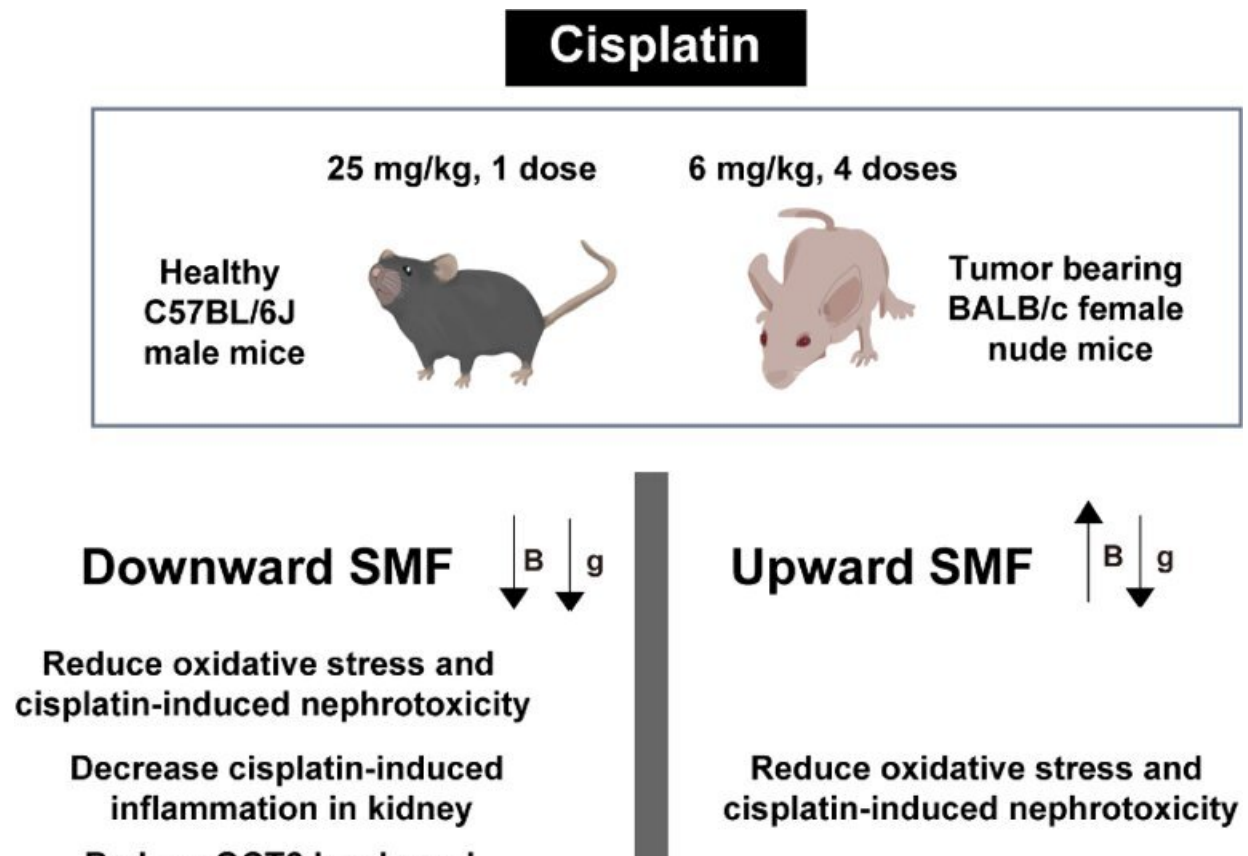 Cisplatin
25 mg/kg, 1 dose
6 mg/kg, 4 doses
Healthy
C57BL/6J
male mice
Tumor bearing
BALB/c female
nude mice
Downward SMF
B
g
Upward SMF
B
g
Reduce oxidative stress and
cisplatin-induced nephrotoxicity
Decrease cisplatin-induced
inflammation in kidney
Reduce oxidative stress and
cisplatin-induced nephrotoxicity